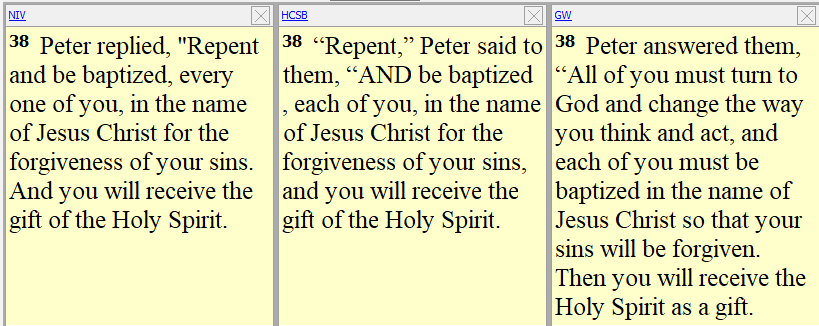 NIV
38 Peter replied, "Repent
and be baptized, every
one of you, in the name
of Jesus Christ for the
forgiveness of your sins.
And you will receive the
gift of the Holy Spirit.
HCSB
38 “Repent,” Peter said to
them, “AND be baptized
, each of you, in the name
of Jesus Christ for the
forgiveness of your sins,
and you will receive the
gift of the Holy Spirit.
GW
38 Peter answered them,
“All of you must turn to
God and change the way
you think and act, and
each of you must be
baptized in the name of
Jesus Christ so that your
sins will be forgiven.
Then you will receive the
Holy Spirit as a gift.